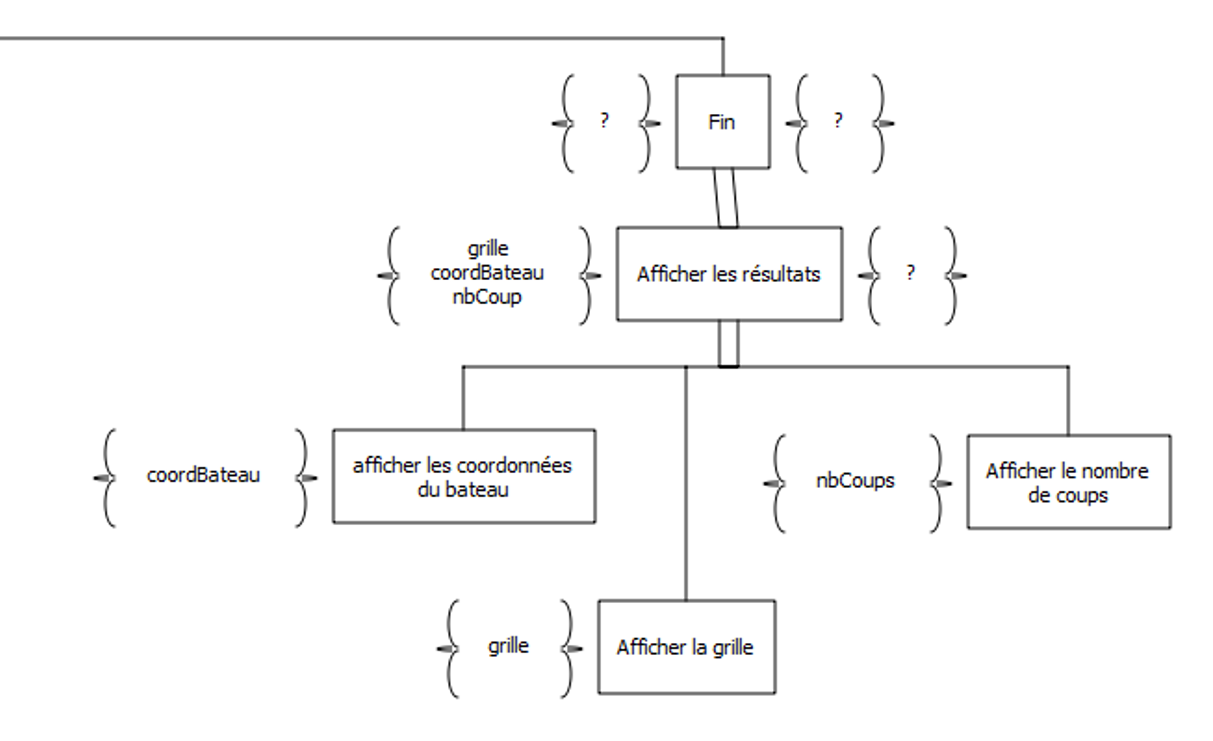 ?
Fin
?
grille
coordBateau
nbCoup
Afficher les résultats
?
coordBateau
afficher les coordonnées
du bateau
nbCoups
Afficher le nombre
de coups
grille
Afficher la grille